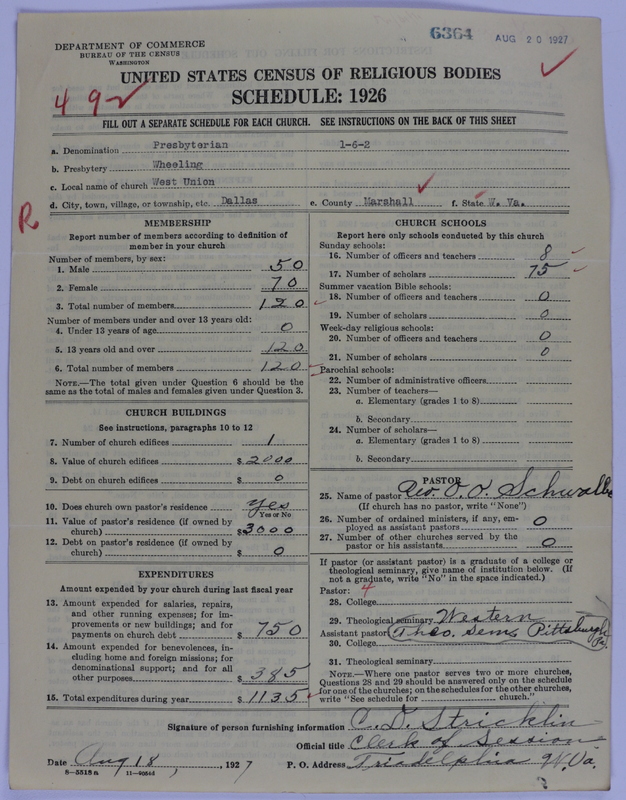 6364 AUG 20 1927
DEPARTMENT OF COMMERCE
BUREAU OF THE CENSUS
WASHINGTON
UNITED STATES CENSUS OF RELIGIOUS BODIES
SCHEDULE: 1926
4 9
FILL OUT A SEPARATE SCHEDULE FOR EACH CHURCH. SEE INSTRUCTIONS ON THE BACK OF THIS SHEET
a. Denomination Presbyterian 1-6-2
b. Presbytery Wheeling
c. Local name of church West Union
d. City, town, village, or township, etc. Dallas e. County Marshall f. State W. Va.
R
MEMBERSHIP
Report number of members according to definition of
member in your church
Number of members, by sex:
1. Male 50
2. Female 70
3. Total number of members 120
Number of members under and over 13 years old:
4. Under 13 years of age 0
5. 13 years old and over 120
6. Total number of members 120
NOTE.—The total given under Question 6 should be the
same as the total of males and females given under Question 3.
CHURCH BUILDINGS
See instructions, paragraphs 10 to 12
7. Number of church edifices 1
8. Value of church edifices $ 2000
9. Debt on church edifices $ 0
10. Does church own pastor's residence yes
Yes or No
11. Value of pastor's residence (if owned by
church) $ 3000
12. Debt on pastor's residence (if owned by
church) $ 0
EXPENDITURES
Amount expended by your church during last fiscal year
13. Amount expended for salaries, repairs,
and other running expenses; for im-
provements or new buildings; and for
payments on church debt $ 750
14. Amount expended for benevolences, in-
cluding home and foreign missions; for
denominational support; and for all
other purposes $ 385
15. Total expenditures during year $ 1135
CHURCH SCHOOLS
Report here only schools conducted by this church
Sunday schools:
16. Number of officers and teachers 8
17. Number of scholars 75
Summer vacation Bible schools:
18. Number of officers and teachers 0
19. Number of scholars 0
Week-day religious schools:
20. Number of officers and teachers 0
21. Number of scholars 0
Parochial schools:
22. Number of administrative officers
23. Number of teachers—
a. Elementary (grades 1 to 8)
b. Secondary
24. Number of scholars—
a. Elementary (grades 1 to 8)
b. Secondary
PASTOR
25. Name of pastor Rev. O. O. Schwalbe
(If church has no pastor, write "None")
26. Number of ordained ministers, if any, em-
ployed as assistant pastors 0
27. Number of other churches served by the
pastor or his assistants 0
If pastor (or assistant pastor) is a graduate of a college or
theological seminary, give name of institution below. (If
not a graduate, write "No" in the space indicated.)
Pastor: 4
28. College
29. Theological seminary Western
Assistant pastor: Theo. Sem. Pittsburgh Pa.
30. College
31. Theological seminary
NOTE.—Where one pastor serves two or more churches,
Questions 28 and 29 should be answered only on the schedule
for one of the churches; on the schedules for the other churches,
write "See schedule for church."
Signature of person furnishing information C. D. Stricklin
Official title Clerk of Session
Date Aug 18, 1927 P. O. Address Triadelphia W. Va.
8—5513a 11—90844